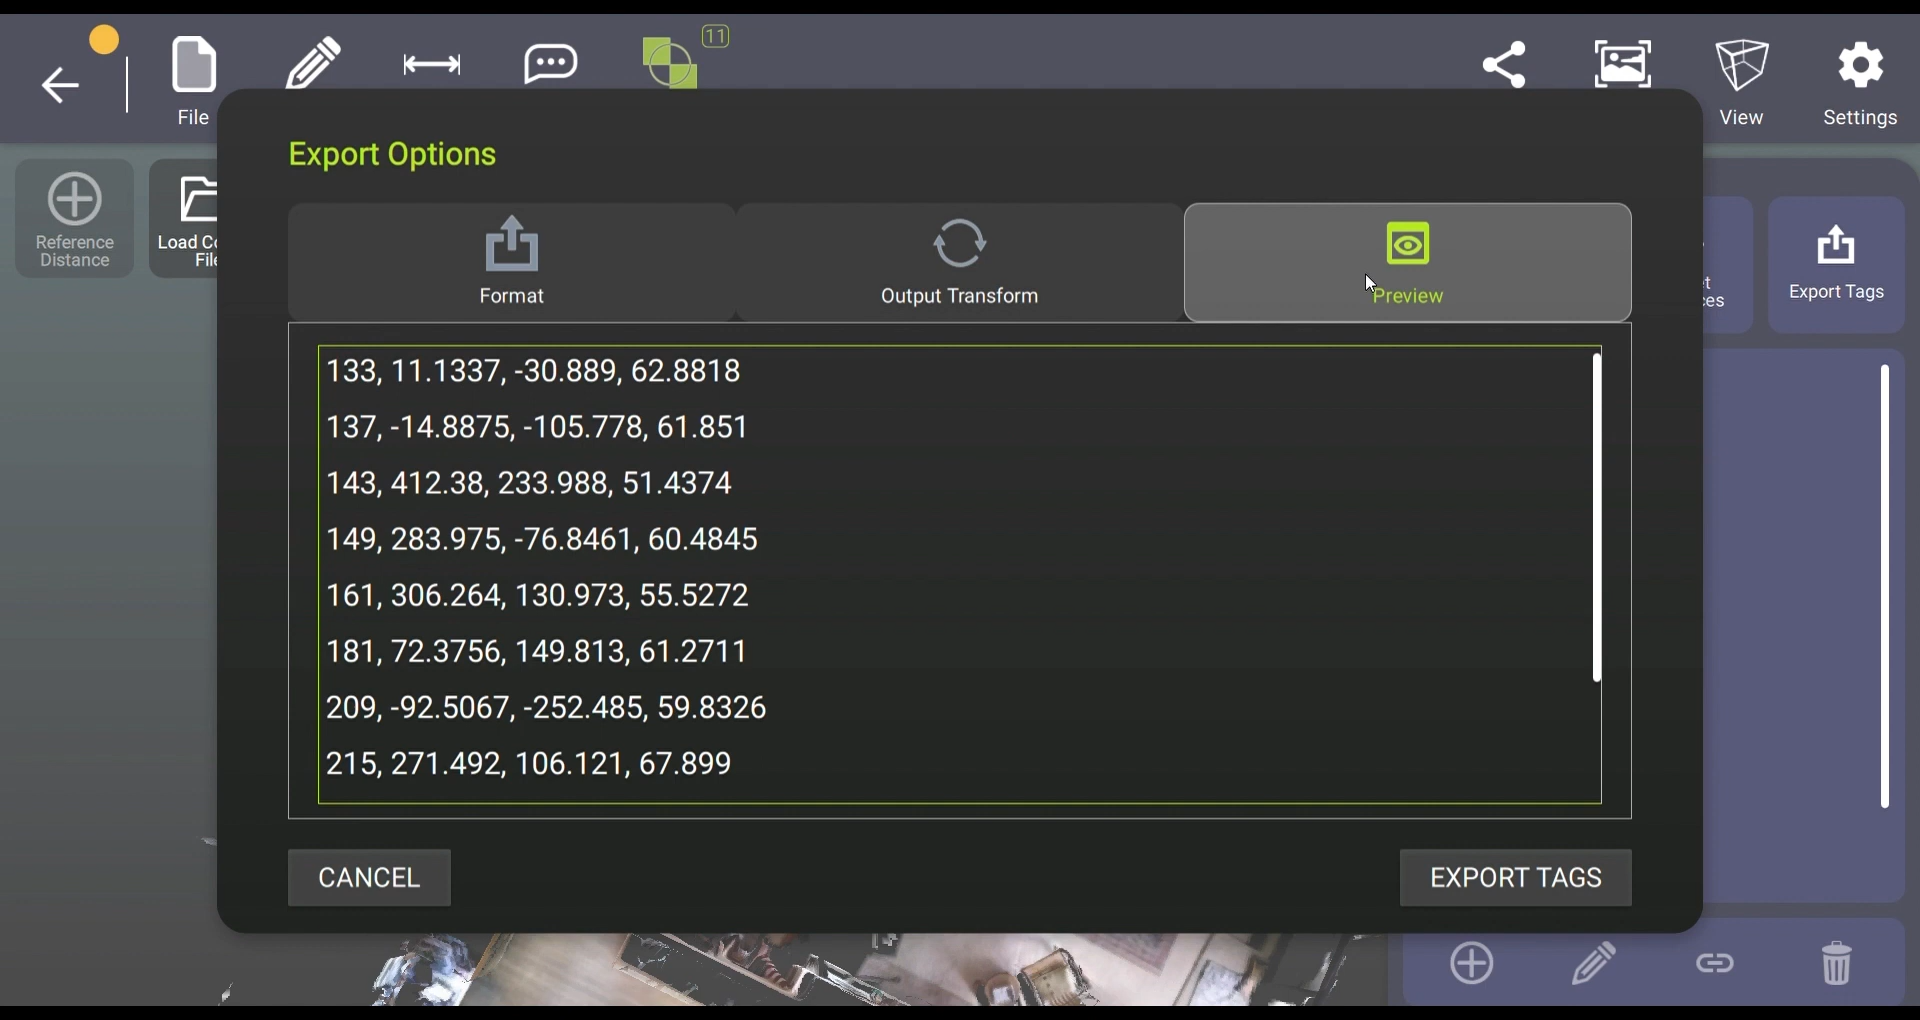 11
File
View
Settings
Export Options
Reference
Distance
Load
Format
Output Transform
Preview
Export Tags
133, 11.1337, -30.889, 62.8818
137, -14.8875, -105.778, 61.851
143, 412.38, 233.988, 51.4374
149, 283.975, -76.8461, 60.4845
161, 306.264, 130.973, 55.5272
181, 72.3756, 149.813, 61.2711
209, -92.5067, -252.485, 59.8326
215, 271.492, 106.121, 67.899
CANCEL
EXPORT TAGS